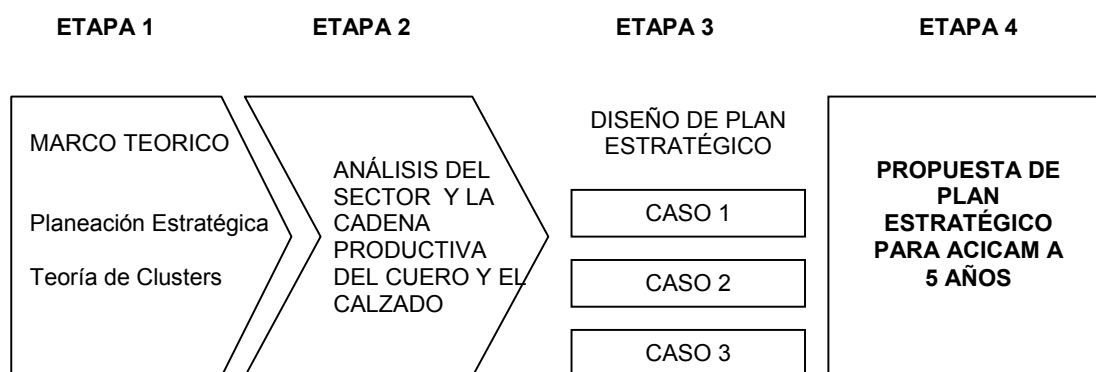 ETAPA 1
ETAPA 2
ETAPA 3
ETAPA 4
MARCO TEORICO
Planeación Estratégica
Teoría de Clusters
ANÁLISIS DEL
SECTOR Y LA
CADENA
PRODUCTIVA
DEL CUERO Y EL
CALZADO
DISEÑO DE PLAN
ESTRATÉGICO
CASO 1
CASO 2
CASO 3
PROPUESTA DE
PLAN
ESTRATÉGICO
PARA ACICAM A
5 AÑOS